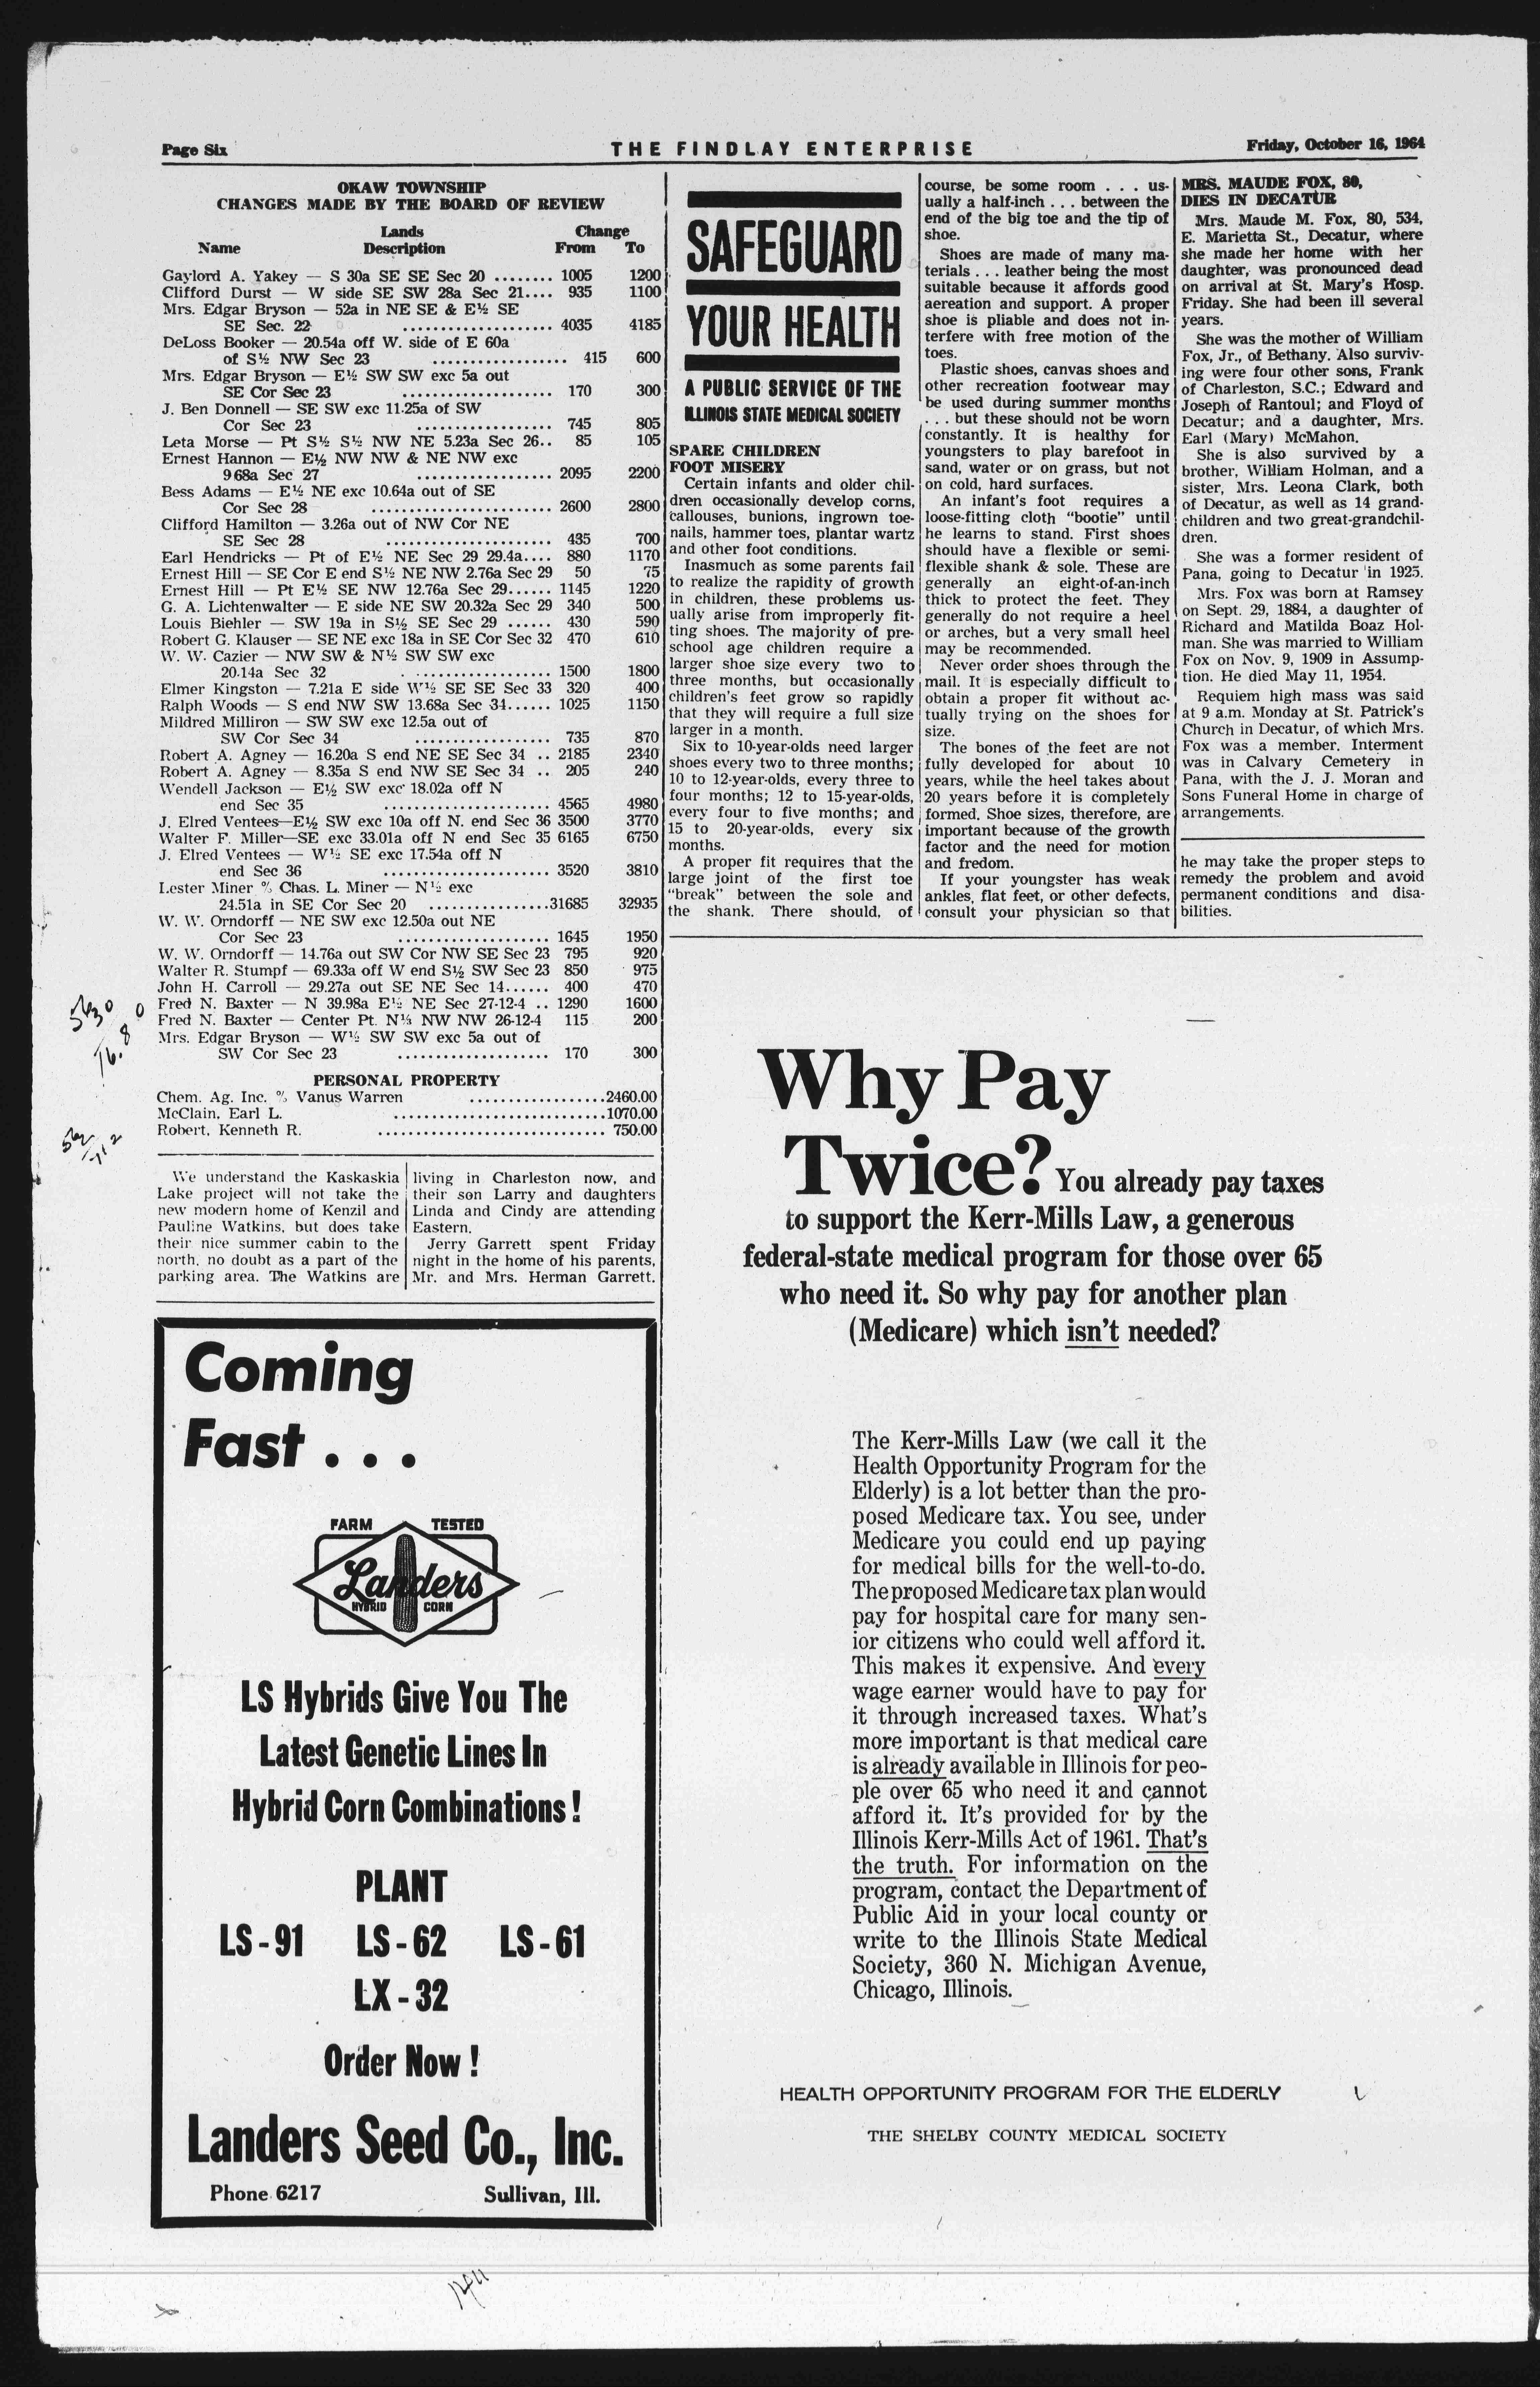 Page Six
THE FINDLAY ENTERPRISE
Friday, October 16, 1964
OKAW TOWNSHIP
CHANGES MADE BY THE BOARD OF REVIEW
Lands Change
Name Description From To
Gaylord A. Yakey — S 30a SE SE Sec 20 ........ 1005 1200
Clifford Durst — W side SE SW 28a Sec 21.... 935 1100
Mrs. Edgar Bryson — 52a in NE SE & E½ SE
SE Sec. 22 .................... 4035 4185
DeLoss Booker — 20.54a off W. side of E 60a
of S½ NW Sec 23 .................. 415 600
Mrs. Edgar Bryson — E½ SW SW exc 5a out
SE Cor Sec 23 .................... 170 300
J. Ben Donnell — SE SW exc 11.25a of SW
Cor Sec 23 .................. 745 805
Leta Morse — Pt S½ S½ NW NE 5.23a Sec 26.. 85 105
Ernest Hannon — E½ NW NW & NE NW exc
9 68a Sec 27 .................. 2095 2200
Bess Adams — E½ NE exc 10.64a out of SE
Cor Sec 28 ........................ 2600 2800
Clifford Hamilton — 3.26a out of NW Cor NE
SE Sec 28 ...................... 435 700
Earl Hendricks — Pt of E½ NE Sec 29 29.4a.... 880 1170
Ernest Hill — SE Cor E end S½ NE NW 2.76a Sec 29 50 75
Ernest Hill — Pt E½ SE NW 12.76a Sec 29...... 1145 1220
G. A. Lichtenwalter — E side NE SW 20.32a Sec 29 340 500
Louis Biehler — SW 19a in S½ SE Sec 29 ...... 430 590
Robert G. Klauser — SE NE exc 18a in SE Cor Sec 32 470 610
W. W. Cazier — NW SW & N½ SW SW exc
20.14a Sec 32 .................... 1500 1800
Elmer Kingston — 7.21a E side W½ SE SE Sec 33 320 400
Ralph Woods — S end NW SW 13.68a Sec 34...... 1025 1150
Mildred Milliron — SW SW exc 12.5a out of
SW Cor Sec 34 .................. 735 870
Robert A. Agney — 16.20a S end NE SE Sec 34 .. 2185 2340
Robert A. Agney — 8.35a S end NW SE Sec 34 .. 205 240
Wendell Jackson — E½ SW exc 18.02a off N
end Sec 35 ...................... 4565 4980
J. Elred Ventees—E½ SW exc 10a off N. end Sec 36 3500 3770
Walter F. Miller—SE exc 33.01a off N end Sec 35 6165 6750
J. Elred Ventees — W½ SE exc 17.54a off N
end Sec 36 ...................... 3520 3810
Lester Miner % Chas. L. Miner — N½ exc
24.51a in SE Cor Sec 20 ................31685 32935
W. W. Orndorff — NE SW exc 12.50a out NE
Cor Sec 23 .................... 1645 1950
W. W. Orndorff — 14.76a out SW Cor NW SE Sec 23 795 920
Walter R. Stumpf — 69.33a off W end S½ SW Sec 23 850 975
John H. Carroll — 29.27a out SE NE Sec 14...... 400 470
Fred N. Baxter — N 39.98a E½ NE Sec 27-12-4 .. 1290 1600
Fred N. Baxter — Center Pt. N⅓ NW NW 26-12-4 115 200
Mrs. Edgar Bryson — W½ SW SW exc 5a out of
SW Cor Sec 23 .................... 170 300
PERSONAL PROPERTY
Chem. Ag. Inc. % Vanus Warren ..................2460.00
McClain, Earl L. ............................1070.00
Robert, Kenneth R. .............................. 750.00
We understand the Kaskaskia
Lake project will not take the
new modern home of Kenzil and
Pauline Watkins, but does take
their nice summer cabin to the
north, no doubt as a part of the
parking area. The Watkins are
living in Charleston now, and
their son Larry and daughters
Linda and Cindy are attending
Eastern.
Jerry Garrett spent Friday
night in the home of his parents,
Mr. and Mrs. Herman Garrett.
Coming
Fast . . .
FARM TESTED
Landers
HYBRID CORN
LS Hybrids Give You The
Latest Genetic Lines In
Hybrid Corn Combinations!
PLANT
LS-91 LS-62 LS-61
LX-32
Order Now!
Landers Seed Co., Inc.
Phone 6217 Sullivan, Ill.
SAFEGUARD
YOUR HEALTH
A PUBLIC SERVICE OF THE
ILLINOIS STATE MEDICAL SOCIETY
SPARE CHILDREN
FOOT MISERY
Certain infants and older chil-
dren occasionally develop corns,
callouses, bunions, ingrown toe-
nails, hammer toes, plantar wartz
and other foot conditions.
Inasmuch as some parents fail
to realize the rapidity of growth
in children, these problems us-
ually arise from improperly fit-
ting shoes. The majority of pre-
school age children require a
larger shoe size every two to
three months, but occasionally
children's feet grow so rapidly
that they will require a full size
larger in a month.
Six to 10-year-olds need larger
shoes every two to three months;
10 to 12-year-olds, every three to
four months; 12 to 15-year-olds,
every four to five months; and
15 to 20-year-olds, every six
months.
A proper fit requires that the
large joint of the first toe
"break" between the sole and
the shank. There should, of
course, be some room . . . us-
ually a half-inch . . . between the
end of the big toe and the tip of
shoe.
Shoes are made of many ma-
terials . . . leather being the most
suitable because it affords good
aereation and support. A proper
shoe is pliable and does not in-
terfere with free motion of the
toes.
Plastic shoes, canvas shoes and
other recreation footwear may
be used during summer months
. . . but these should not be worn
constantly. It is healthy for
youngsters to play barefoot in
sand, water or on grass, but not
on cold, hard surfaces.
An infant's foot requires a
loose-fitting cloth "bootie" until
he learns to stand. First shoes
should have a flexible or semi-
flexible shank & sole. These are
generally an eight-of-an-inch
thick to protect the feet. They
generally do not require a heel
or arches, but a very small heel
may be recommended.
Never order shoes through the
mail. It is especially difficult to
obtain a proper fit without ac-
tually trying on the shoes for
size.
The bones of the feet are not
fully developed for about 10
years, while the heel takes about
20 years before it is completely
formed. Shoe sizes, therefore, are
important because of the growth
factor and the need for motion
and fredom.
If your youngster has weak
ankles, flat feet, or other defects,
consult your physician so that
MRS. MAUDE FOX, 80,
DIES IN DECATUR
Mrs. Maude M. Fox, 80, 534,
E. Marietta St., Decatur, where
she made her home with her
daughter, was pronounced dead
on arrival at St. Mary's Hosp.
Friday. She had been ill several
years.
She was the mother of William
Fox, Jr., of Bethany. Also surviv-
ing were four other sons, Frank
of Charleston, S.C.; Edward and
Joseph of Rantoul; and Floyd of
Decatur; and a daughter, Mrs.
Earl (Mary) McMahon.
She is also survived by a
brother, William Holman, and a
sister, Mrs. Leona Clark, both
of Decatur, as well as 14 grand-
children and two great-grandchil-
dren.
She was a former resident of
Pana, going to Decatur in 1925.
Mrs. Fox was born at Ramsey
on Sept. 29, 1884, a daughter of
Richard and Matilda Boaz Hol-
man. She was married to William
Fox on Nov. 9, 1909 in Assump-
tion. He died May 11, 1954.
Requiem high mass was said
at 9 a.m. Monday at St. Patrick's
Church in Decatur, of which Mrs.
Fox was a member. Interment
was in Calvary Cemetery in
Pana, with the J. J. Moran and
Sons Funeral Home in charge of
arrangements.
he may take the proper steps to
remedy the problem and avoid
permanent conditions and disa-
bilities.
Why Pay
Twice? You already pay taxes
to support the Kerr-Mills Law, a generous
federal-state medical program for those over 65
who need it. So why pay for another plan
(Medicare) which isn't needed?
The Kerr-Mills Law (we call it the
Health Opportunity Program for the
Elderly) is a lot better than the pro-
posed Medicare tax. You see, under
Medicare you could end up paying
for medical bills for the well-to-do.
The proposed Medicare tax plan would
pay for hospital care for many sen-
ior citizens who could well afford it.
This makes it expensive. And every
wage earner would have to pay for
it through increased taxes. What's
more important is that medical care
is already available in Illinois for peo-
ple over 65 who need it and cannot
afford it. It's provided for by the
Illinois Kerr-Mills Act of 1961. That's
the truth. For information on the
program, contact the Department of
Public Aid in your local county or
write to the Illinois State Medical
Society, 360 N. Michigan Avenue,
Chicago, Illinois.
HEALTH OPPORTUNITY PROGRAM FOR THE ELDERLY
THE SHELBY COUNTY MEDICAL SOCIETY